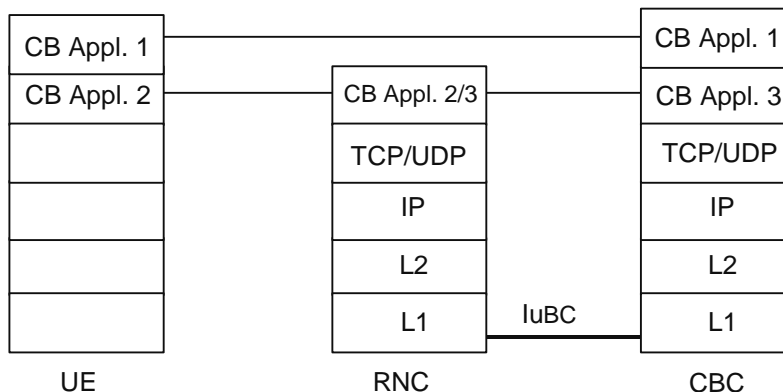 CB Appl. 1
CB Appl. 2
UE
CB Appl. 2/3
TCP/UDP
IP
L2
L1
RNC
IuBC
CB Appl. 1
CB Appl. 3
TCP/UDP
IP
L2
L1
CBC